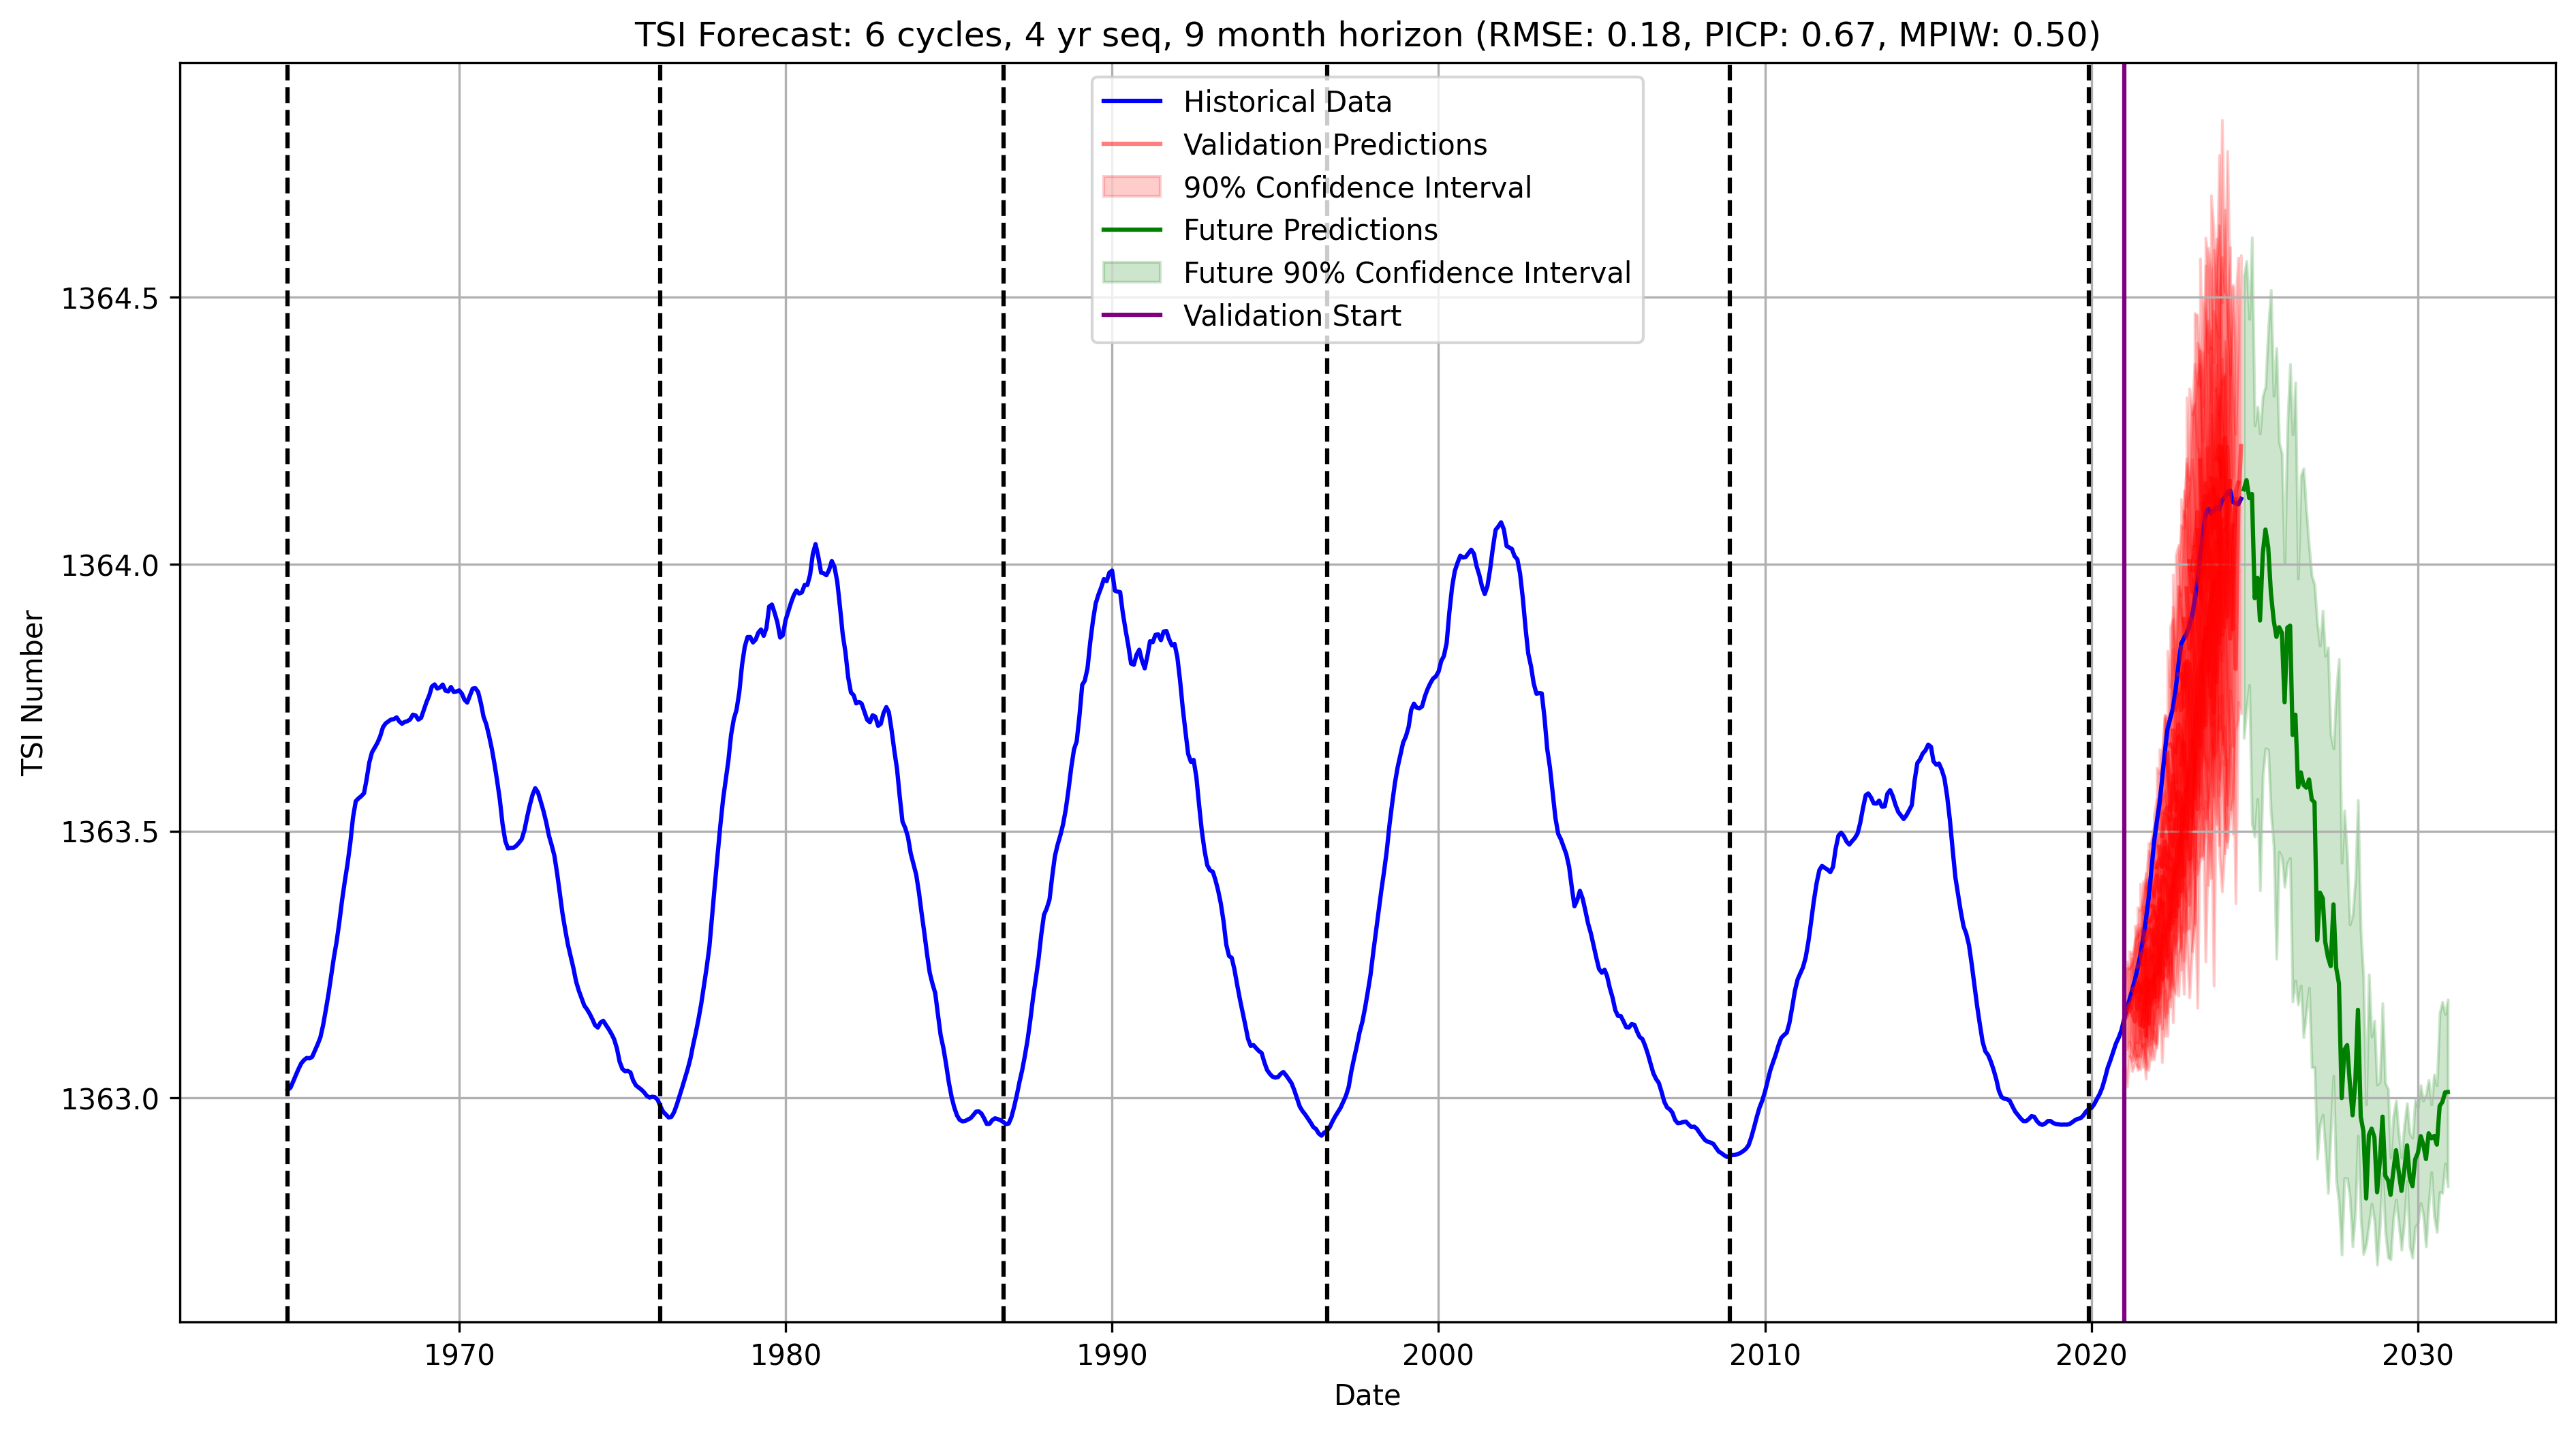 TSI Forecast: 6 cycles, 4 yr seq, 9 month horizon (RMSE: 0.18, PICP: 0.67, MPIW: 0.50)
Historical Data
Validation Predictions
90% Confidence Interval
Future Predictions
Future 90% Confidence Interval
Validation Start
TSI Number
1364.5
1364.0
1363.5
1363.0
1970
1980
1990
2000
2010
2020
2030
Date